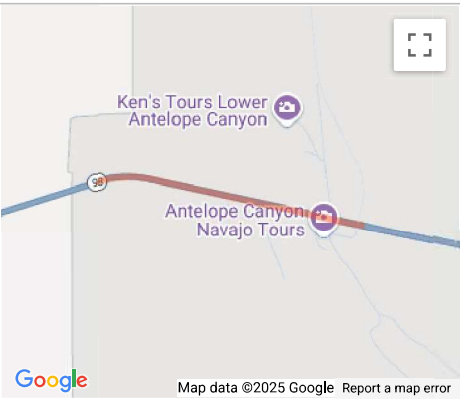 Ken's Tours Lower
Antelope Canyon
98
Antelope Canyon
Navajo Tours
Google
Map data ©2025 Google
Report a map error